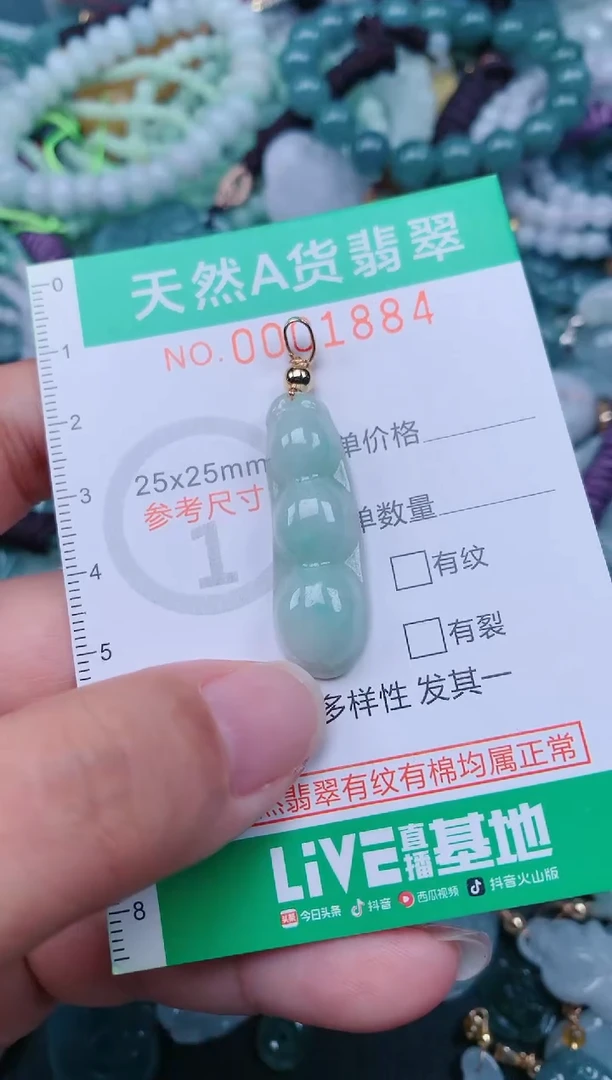 天然A货翡翠
NO.0001884
0
1
2
3
4
5
8
25x25mm
参考尺寸
1
单价格
单数量
有纹
有裂
多样性 发其一
然翡翠有纹有棉均属正常
LiVE直播基地
头条 今日头条 抖音 西瓜视频 抖音火山版